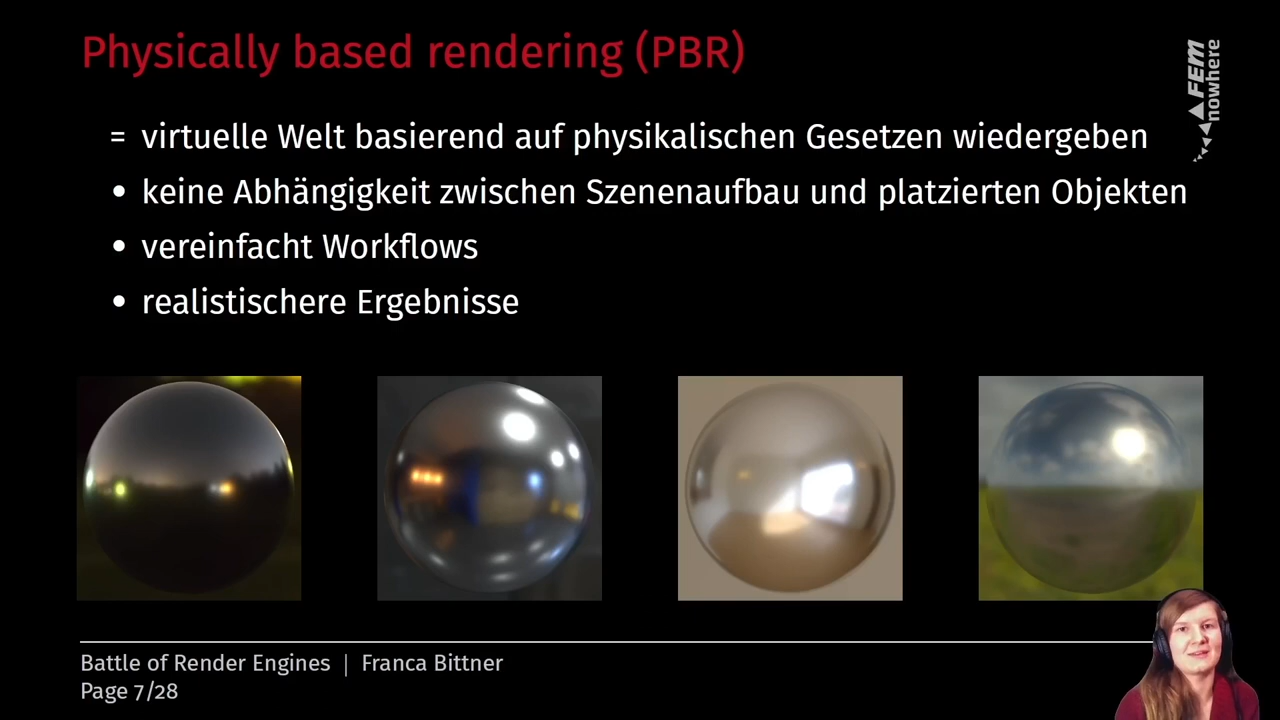 Physically based rendering (PBR)
FEM
nowhere
= virtuelle Welt basierend auf physikalischen Gesetzen wiedergeben
• keine Abhängigkeit zwischen Szenenaufbau und platzierten Objekten
• vereinfacht Workflows
• realistischere Ergebnisse
Battle of Render Engines | Franca Bittner
Page 7/28